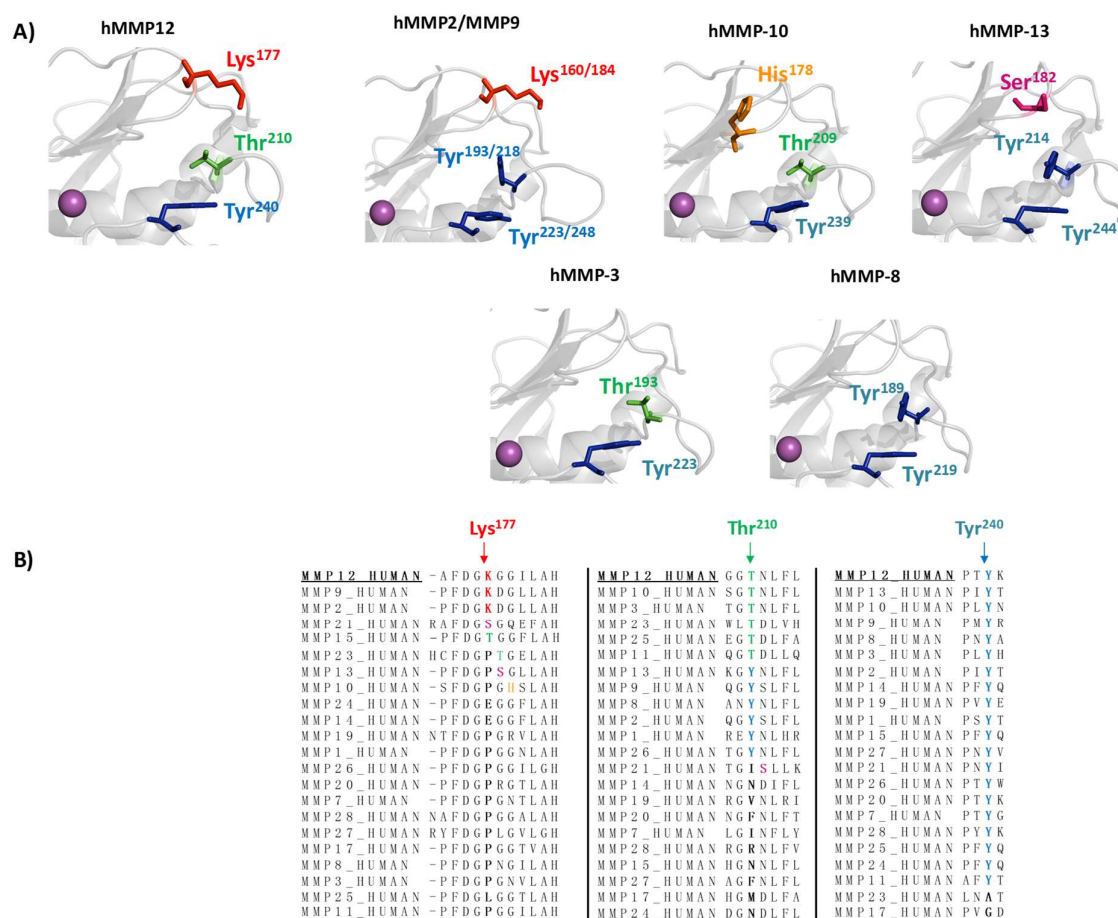 A)
hMMP12
hMMP2/MMP9
hMMP-10
hMMP-13
Lys177
Thr210
Tyr240
Lys160/184
Tyr193/218
Tyr223/248
His178
Thr209
Tyr239
Ser182
Tyr214
Tyr244
hMMP-3
hMMP-8
Thr193
Tyr223
Tyr189
Tyr219
B)
Lys177
Thr210
Tyr240
MMP12_HUMAN -AFDGKGGILAH
MMP9_HUMAN -PFDGKDGLLAH
MMP2_HUMAN -PFDGKDGLLAH
MMP21_HUMAN RAFDGSGQEFAH
MMP15_HUMAN -PFDGTGGFLAH
MMP23_HUMAN HCFDGPTGELAH
MMP13_HUMAN -PFDGPSGLLAH
MMP10_HUMAN -SFDGPGHSLAH
MMP24_HUMAN -PFDGEGGFLAH
MMP14_HUMAN -PFDGEGGFLAH
MMP19_HUMAN NTFDGPGRVLAH
MMP1_HUMAN -PFDGPGGNLAH
MMP26_HUMAN -PFDGPGGILGH
MMP20_HUMAN -PFDGPRGTLAH
MMP7_HUMAN -PFDGPGNTLAH
MMP28_HUMAN NAFDGPGGALAH
MMP27_HUMAN RYFDGPLGVLGH
MMP17_HUMAN -PFDGPGGTVAH
MMP8_HUMAN -PFDGPNGILAH
MMP3_HUMAN -PFDGPGNVLAH
MMP25_HUMAN -PFDGLGGTLAH
MMP11_HUMAN -PFDGPGGILAH
MMP12_HUMAN GGTNLFL
MMP10_HUMAN SGTNLFL
MMP3_HUMAN TGTNLFL
MMP23_HUMAN WLTDLVH
MMP25_HUMAN EGTDLFA
MMP11_HUMAN QGTDLLQ
MMP13_HUMAN KGYNLFL
MMP9_HUMAN QGYSLFL
MMP8_HUMAN ANYNLFL
MMP2_HUMAN QGYSLFL
MMP1_HUMAN REYNLHR
MMP26_HUMAN TGYNLFL
MMP21_HUMAN TGISLLK
MMP14_HUMAN NGNDIFL
MMP19_HUMAN RGVNLRI
MMP20_HUMAN NGFNLFT
MMP7_HUMAN LGINFLY
MMP28_HUMAN RGRNLFV
MMP15_HUMAN HGNNLFL
MMP27_HUMAN AGFNLFL
MMP17_HUMAN HGMDLFA
MMP24_HUMAN DGNDLFL
MMP12_HUMAN PTYK
MMP13_HUMAN PIYT
MMP10_HUMAN PLYN
MMP9_HUMAN PMYR
MMP8_HUMAN PNYA
MMP3_HUMAN PLYH
MMP2_HUMAN PIYT
MMP14_HUMAN PFYQ
MMP19_HUMAN PVYE
MMP1_HUMAN PSYT
MMP15_HUMAN PFYQ
MMP27_HUMAN PNYV
MMP21_HUMAN PNYI
MMP26_HUMAN PTYW
MMP20_HUMAN PTYK
MMP7_HUMAN PTYG
MMP28_HUMAN PYYK
MMP25_HUMAN PFYQ
MMP24_HUMAN PFYQ
MMP11_HUMAN AFYT
MMP23_HUMAN DNAT
MMP17_HUMAN PVGD